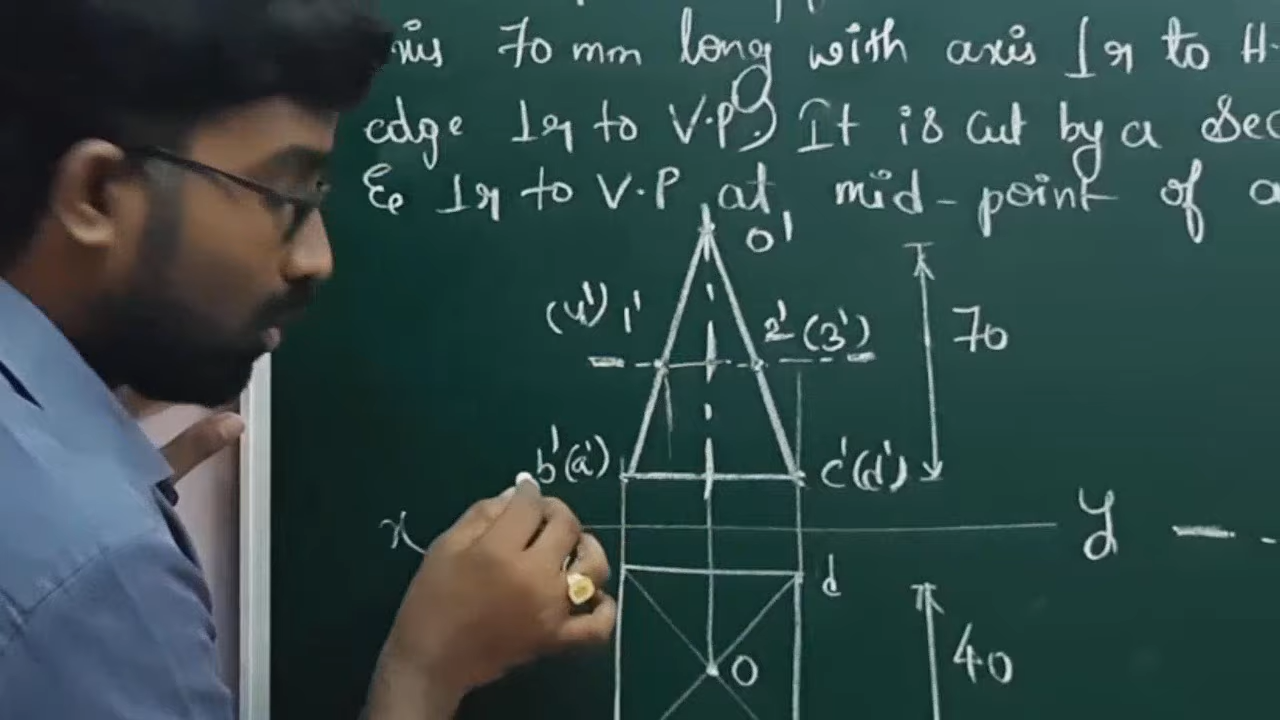 70 mm long with axis ⊥r to H
edge ⊥r to V.P.) It is cut by a Sec
& ⊥r to V.P at mid-point of a
o'
(4') 1' 2' (3')
70
b'(a') c'(d')
x y
d
O 40